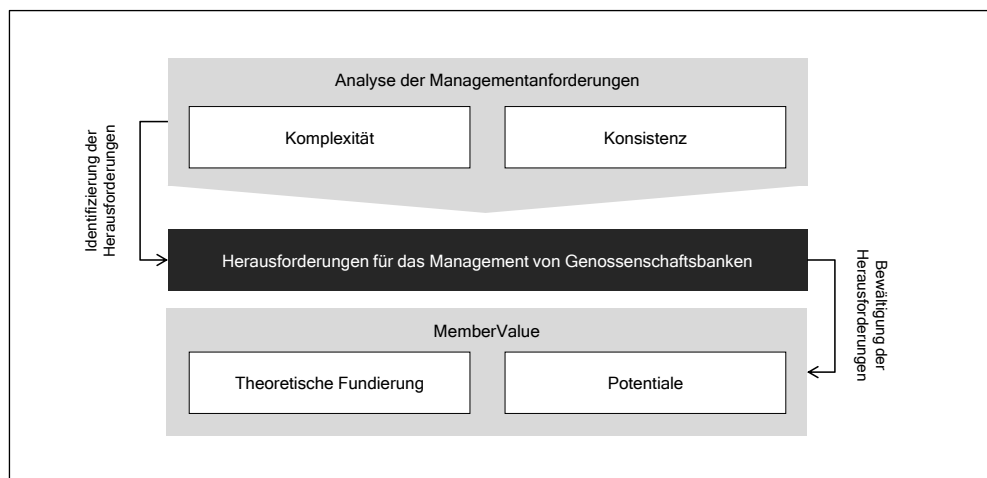 Analyse der Managementanforderungen
Komplexität
Konsistenz
Identifizierung der
Herausforderungen
Herausforderungen für das Management von Genossenschaftsbanken
Bewältigung der
Herausforderungen
MemberValue
Theoretische Fundierung
Potentiale